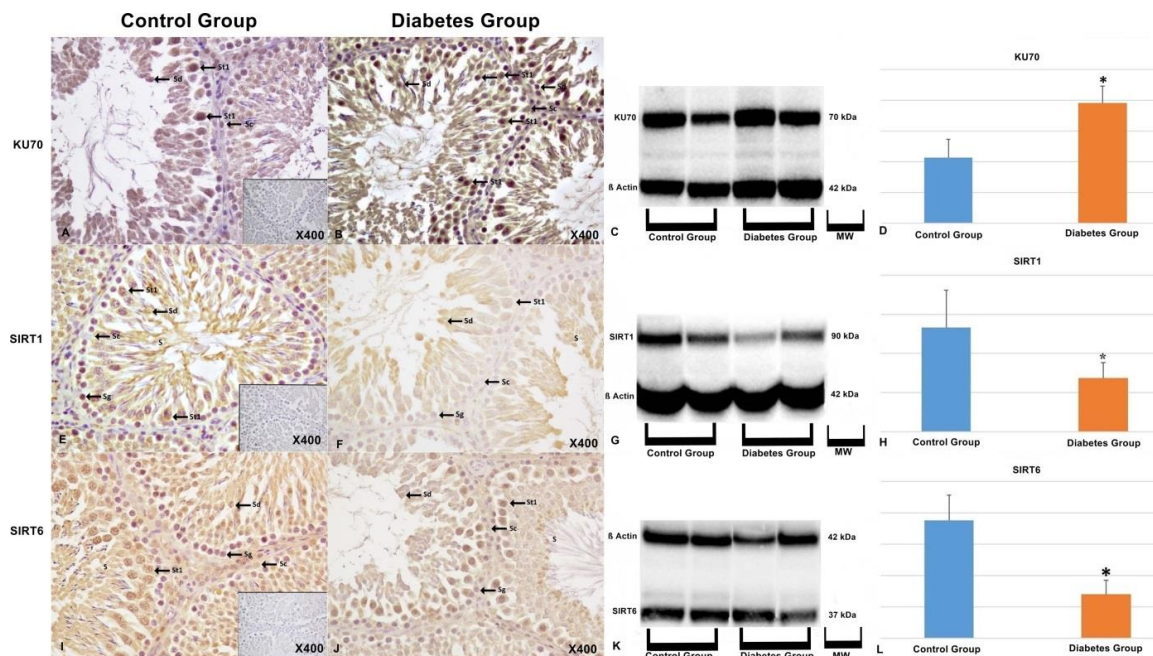 Control Group
Diabetes Group
KU70
Sd
St1
St1
Sc
A
X400
Sd
St1
Sc
St1
St1
B
X400
KU70
70 kDa
ß Actin
42 kDa
C
Control Group
Diabetes Group
MW
KU70
*
D
Control Group
Diabetes Group
SIRT1
St1
Sd
Sc
S
Sg
St1
E
X400
St1
Sd
S
Sc
Sg
F
X400
SIRT1
90 kDa
ß Actin
42 kDa
G
Control Group
Diabetes Group
MW
SIRT1
*
H
Control Group
Diabetes Group
SIRT6
Sd
Sg
Sc
S
St1
I
X400
Sd
St1
Sc
S
Sg
J
X400
ß Actin
42 kDa
SIRT6
37 kDa
K
Control Group
Diabetes Group
MW
SIRT6
*
L
Control Group
Diabetes Group